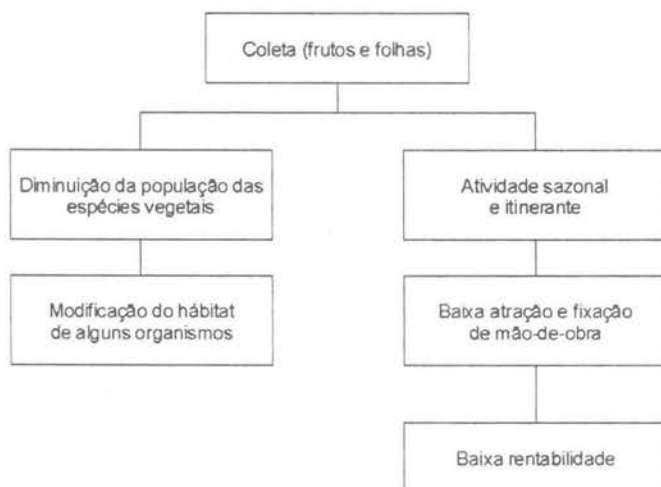 Coleta (frutos e folhas)
Diminuição da população das
espécies vegetais
Modificação do hábitat
de alguns organismos
Atividade sazonal
e itinerante
Baixa atração e fixação
de mão-de-obra
Baixa rentabilidade